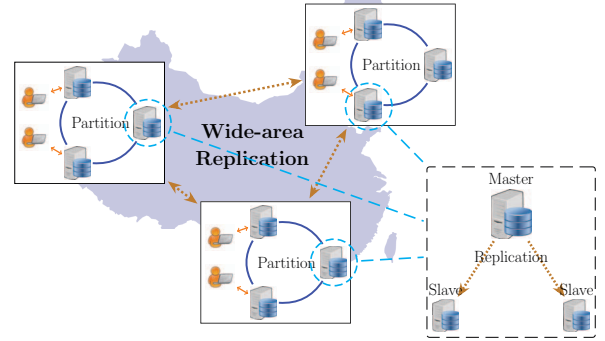 Partition
Partition
Wide-area
Replication
Partition
Master
Replication
Slave
Slave